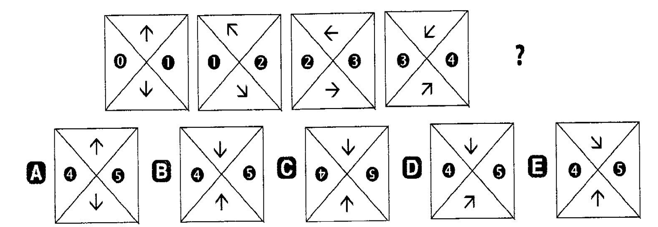 ↑ ↖ ← ↙
0 1 1 2 2 3 3 4 ?
↓ ↘ → ↗
↑ ↓ ↓ ↓ ↘
A 4 5 B 4 5 C 4 5 D 4 5 E 4 5
↓ ↑ ↑ ↗ ↑